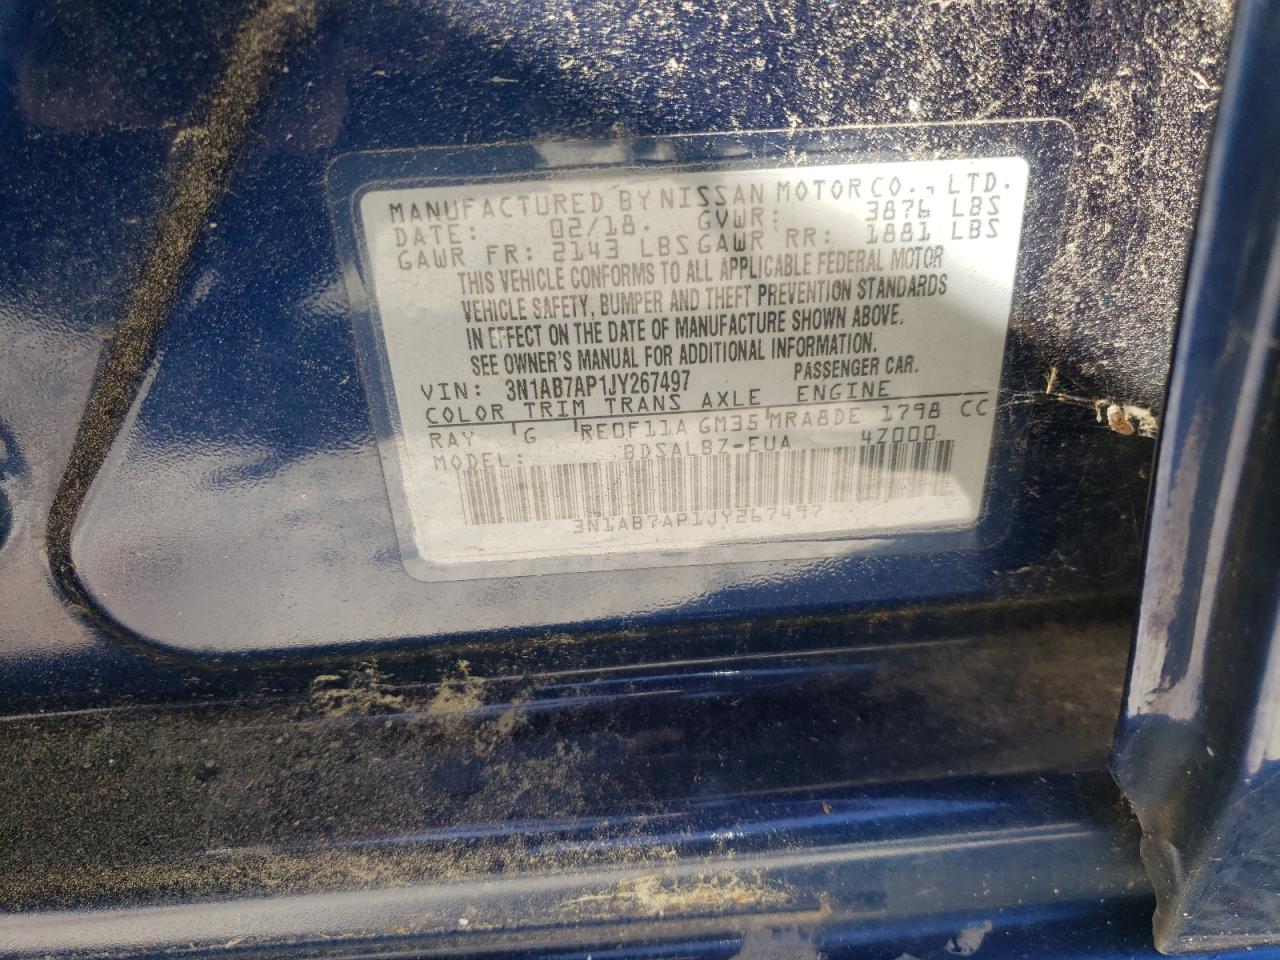 MANUFACTURED BY NISSAN MOTOR CO., LTD.
DATE: 02/18. GVWR: 3876 LBS
GAWR FR: 2143 LBS GAWR RR: 1881 LBS
THIS VEHICLE CONFORMS TO ALL APPLICABLE FEDERAL MOTOR
VEHICLE SAFETY, BUMPER AND THEFT PREVENTION STANDARDS
IN EFFECT ON THE DATE OF MANUFACTURE SHOWN ABOVE.
SEE OWNER'S MANUAL FOR ADDITIONAL INFORMATION.
VIN: 3N1AB7AP1JY267497 PASSENGER CAR.
COLOR TRIM TRANS AXLE ENGINE
RAY G RE0F11A GM35 MRA8DE 1798 CC
MODEL: BDSALBZ-EUA 4Z000
3N1AB7AP1JY267497